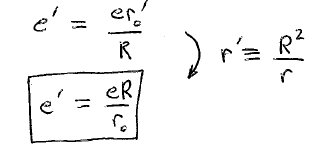 e' = er₀'/R
r' ≡ R²/r
e' = eR/r₀